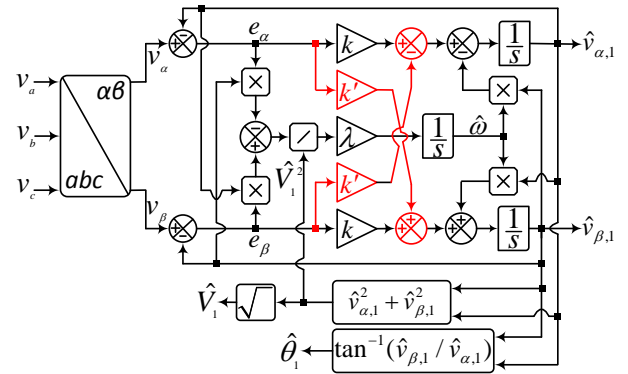 e_α
k
1/s
v̂_α,1
v_α
αβ
v_a
×
k'
×
v_b
λ
1/s
ω̂
V̂_1^2
k'
×
v_c
abc
×
v_β
e_β
k
1/s
v̂_β,1
V̂_1
√
v̂_α,1^2 + v̂_β,1^2
θ̂_1
tan^−1(v̂_β,1 / v̂_α,1)